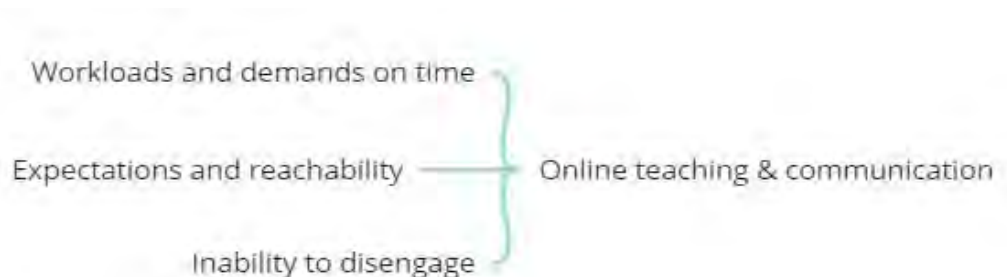 Workloads and demands on time
Expectations and reachability
Online teaching & communication
Inability to disengage